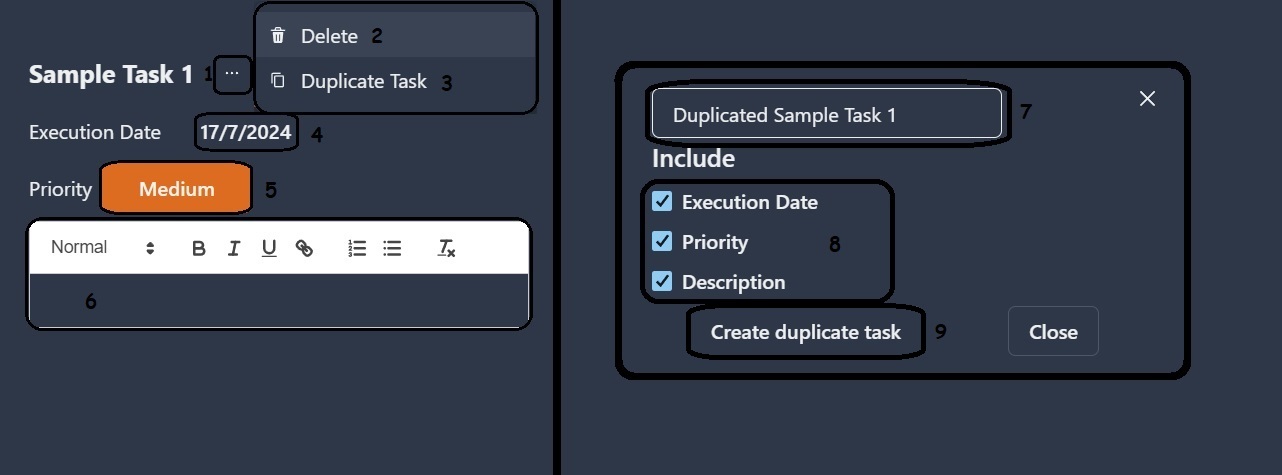 Delete 2
Sample Task 1 1 ...
Duplicate Task 3
Execution Date 17/7/2024 4
Priority Medium 5
Normal B I U Tx
6
Duplicated Sample Task 1 7
Include
Execution Date
Priority 8
Description
Create duplicate task 9 Close